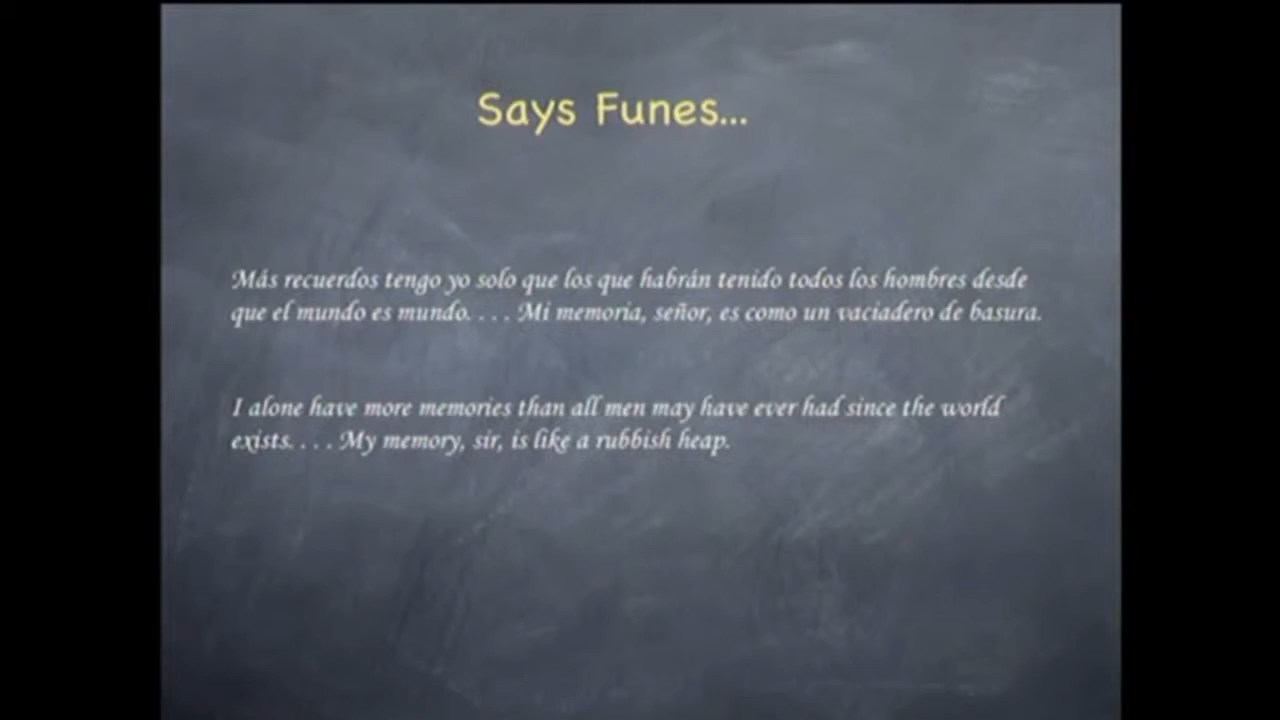 Says Funes...
Más recuerdos tengo yo solo que los que habrán tenido todos los hombres desde
que el mundo es mundo. . . . Mi memoria, señor, es como un vaciadero de basura.
I alone have more memories than all men may have ever had since the world
exists. . . . My memory, sir, is like a rubbish heap.